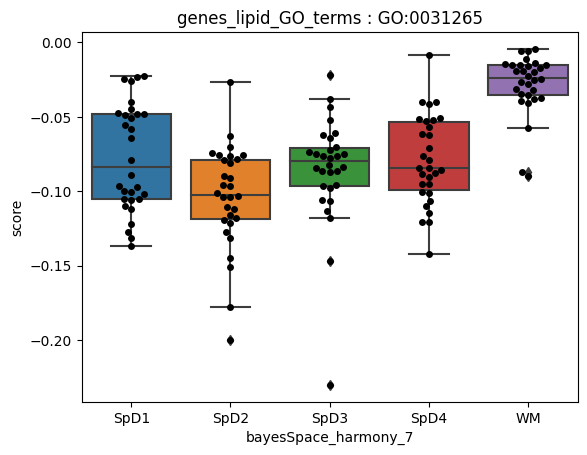 genes_lipid_GO_terms : GO:0031265
0.00
−0.05
−0.10
−0.15
−0.20
score
SpD1 SpD2 SpD3 SpD4 WM
bayesSpace_harmony_7